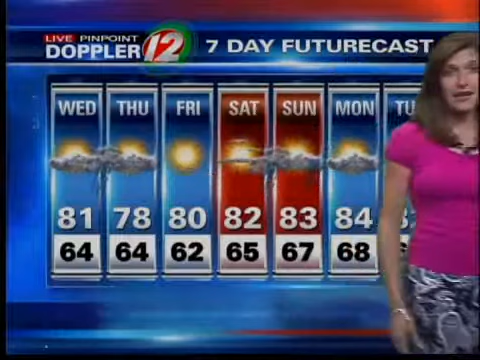 LIVE PINPOINT
DOPPLER 12
7 DAY FUTURECAST
WED THU FRI SAT SUN MON
81 78 80 82 83 84
64 64 62 65 67 68